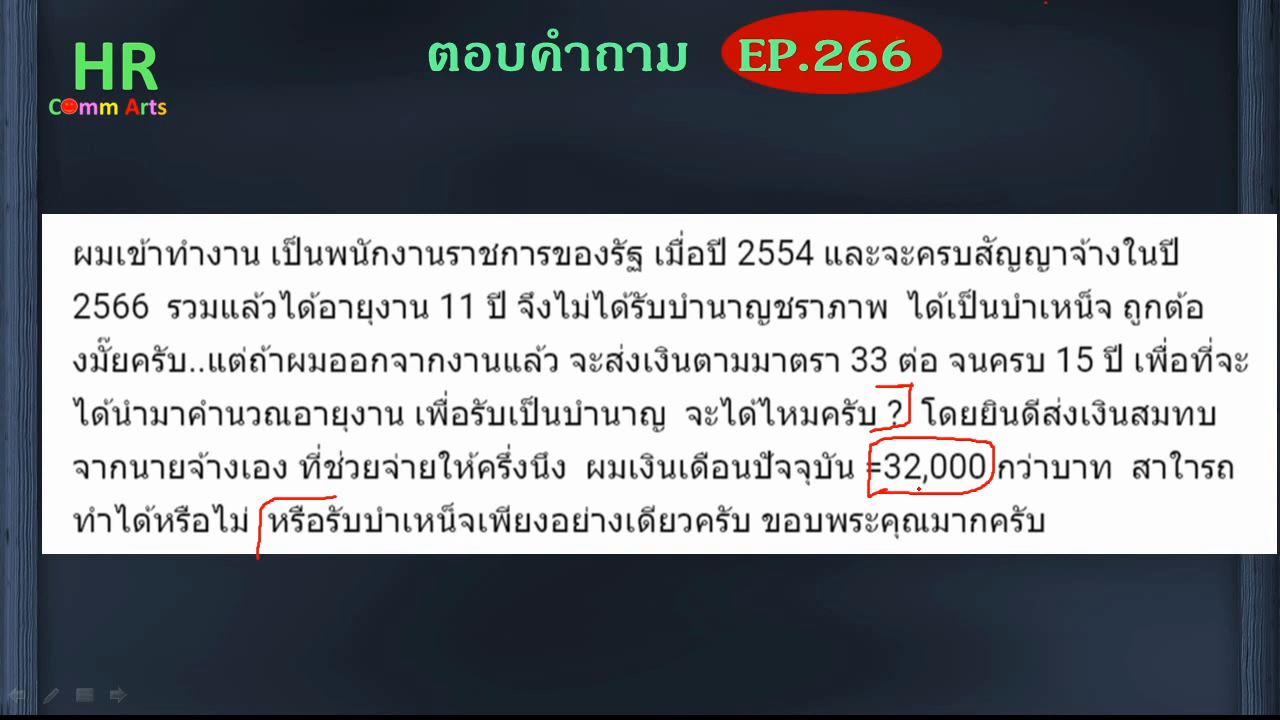 HR
Comm Arts
ตอบคำถาม EP.266
ผมเข้าทำงาน เป็นพนักงานราชการของรัฐ เมื่อปี 2554 และจะครบสัญญาจ้างในปี
2566 รวมแล้วได้อายุงาน 11 ปี จึงไม่ได้รับบำนาญชราภาพ ได้เป็นบำเหน็จ ถูกต้อ
งมั๊ยครับ..แต่ถ้าผมออกจากงานแล้ว จะส่งเงินตามมาตรา 33 ต่อ จนครบ 15 ปี เพื่อที่จะ
ได้นำมาคำนวณอายุงาน เพื่อรับเป็นบำนาญ จะได้ไหมครับ ? โดยยินดีส่งเงินสมทบ
จากนายจ้างเอง ที่ช่วยจ่ายให้ครึ่งนึง ผมเงินเดือนปัจจุบัน =32,000 กว่าบาท สาใารถ
ทำได้หรือไม่ หรือรับบำเหน็จเพียงอย่างเดียวครับ ขอบพระคุณมากครับ